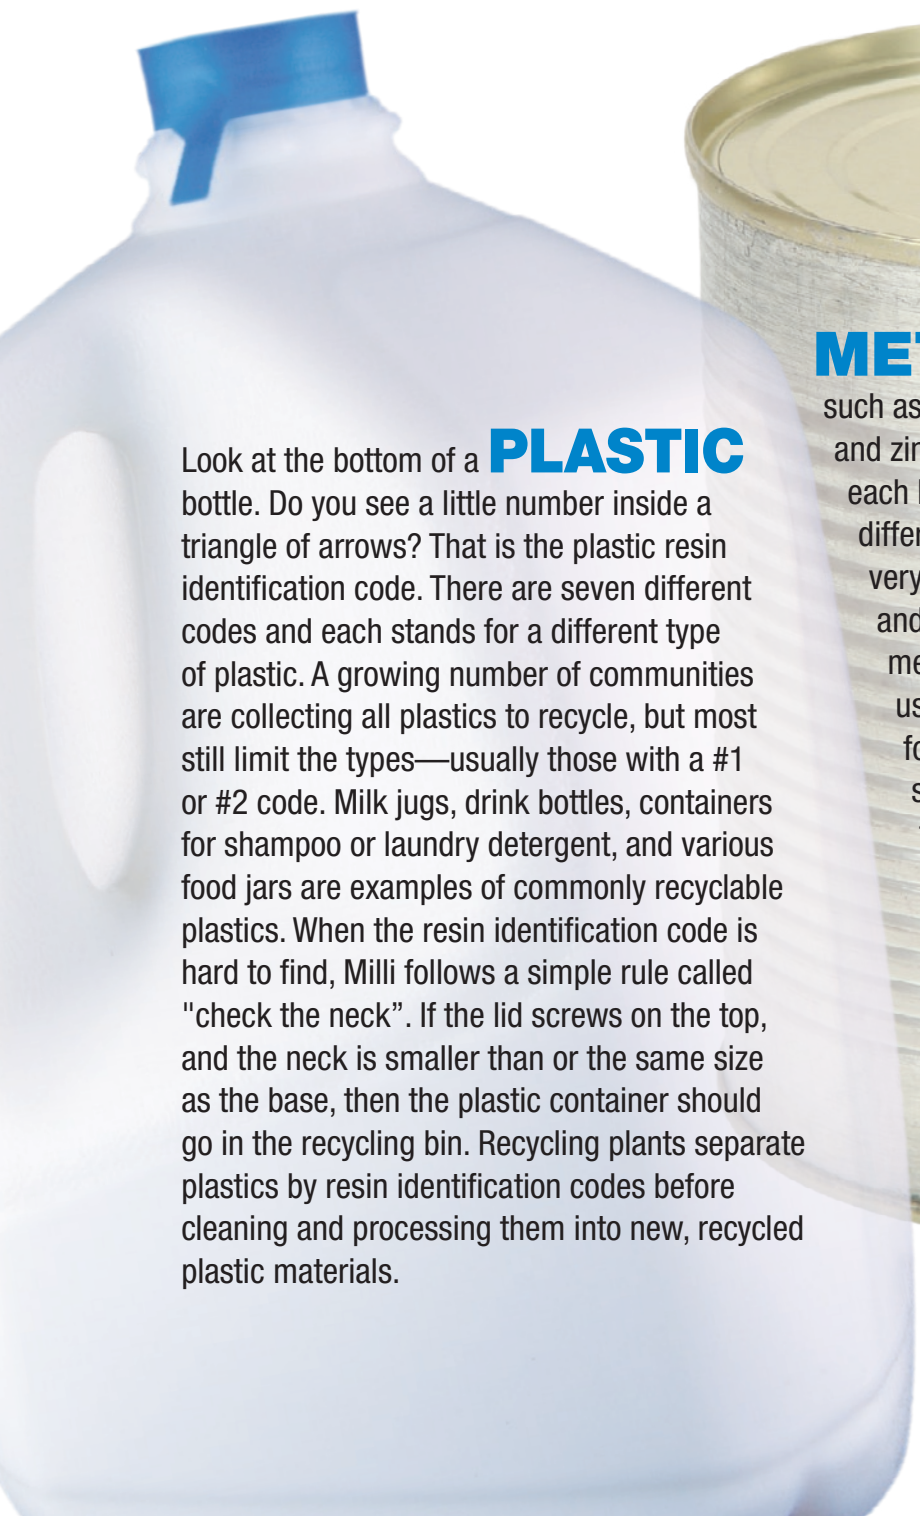 Look at the bottom of a PLASTIC
bottle. Do you see a little number inside a
triangle of arrows? That is the plastic resin
identification code. There are seven different
codes and each stands for a different type
of plastic. A growing number of communities
are collecting all plastics to recycle, but most
still limit the types—usually those with a #1
or #2 code. Milk jugs, drink bottles, containers
for shampoo or laundry detergent, and various
food jars are examples of commonly recyclable
plastics. When the resin identification code is
hard to find, Milli follows a simple rule called
"check the neck”. If the lid screws on the top,
and the neck is smaller than or the same size
as the base, then the plastic container should
go in the recycling bin. Recycling plants separate
plastics by resin identification codes before
cleaning and processing them into new, recycled
plastic materials.
such as
and
each
very